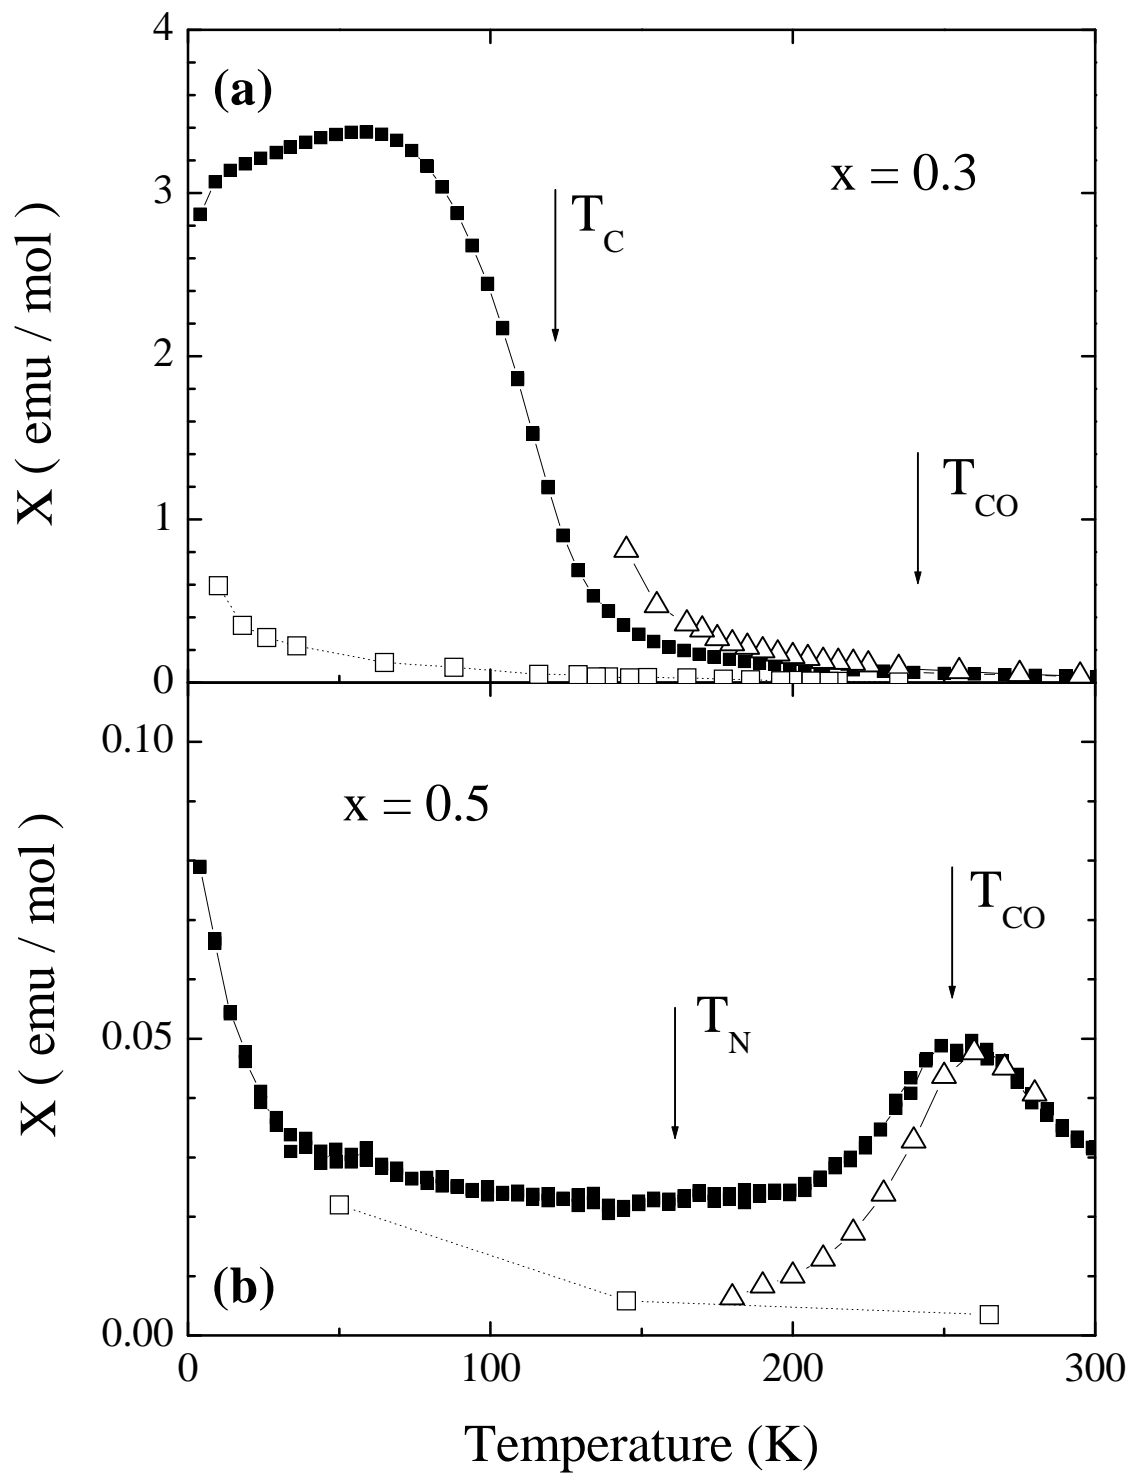 4
(a)
x = 0.3
3
T_C
2
T_CO
1
0
X ( emu / mol )
0.10
x = 0.5
T_CO
0.05
T_N
(b)
0.00
X ( emu / mol )
0 100 200 300
Temperature (K)